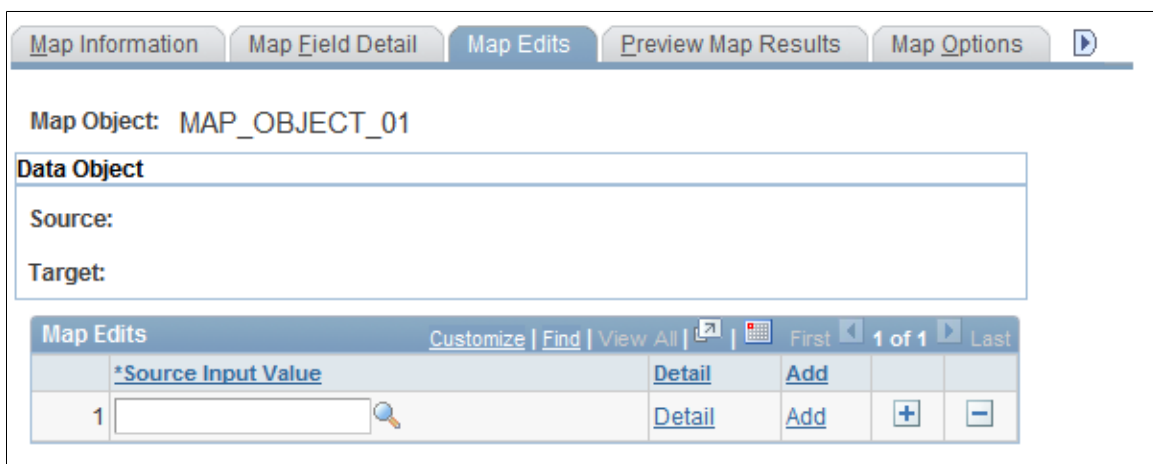 Map Information Map Field Detail Map Edits Preview Map Results Map Options
Map Object: MAP_OBJECT_01
Data Object
Source:
Target:
Map Edits Customize | Find | View All | | First 1 of 1 Last
*Source Input Value Detail Add
1 Detail Add